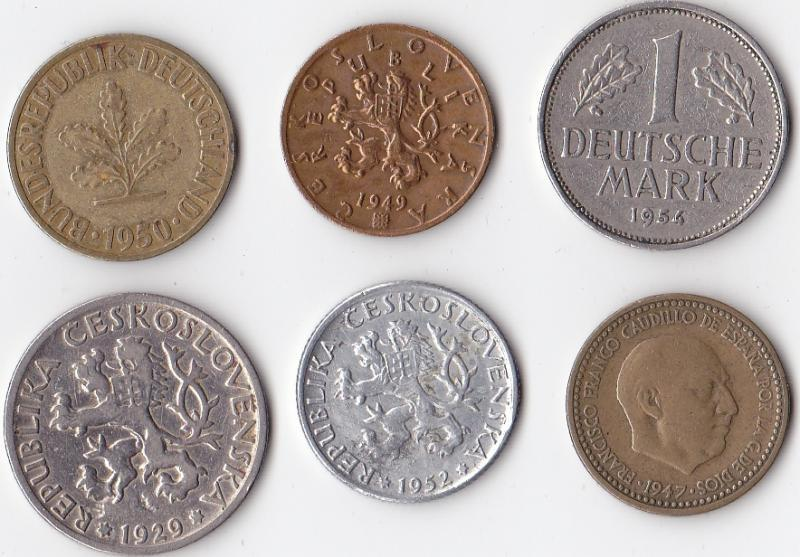 BUNDESREPUBLIK DEUTSCHLAND
· 1950 ·
ČESKOSLOVENSKÁ
REPUBLIKA
1949
1
DEUTSCHE
MARK
1954
REPUBLIKA ČESKOSLOVENSKÁ
* 1929 *
REPUBLIKA ČESKOSLOVENSKÁ
* 1952 *
FRANCISCO FRANCO CAUDILLO DE ESPAÑA POR LA G. DE DIOS
· 1947 ·